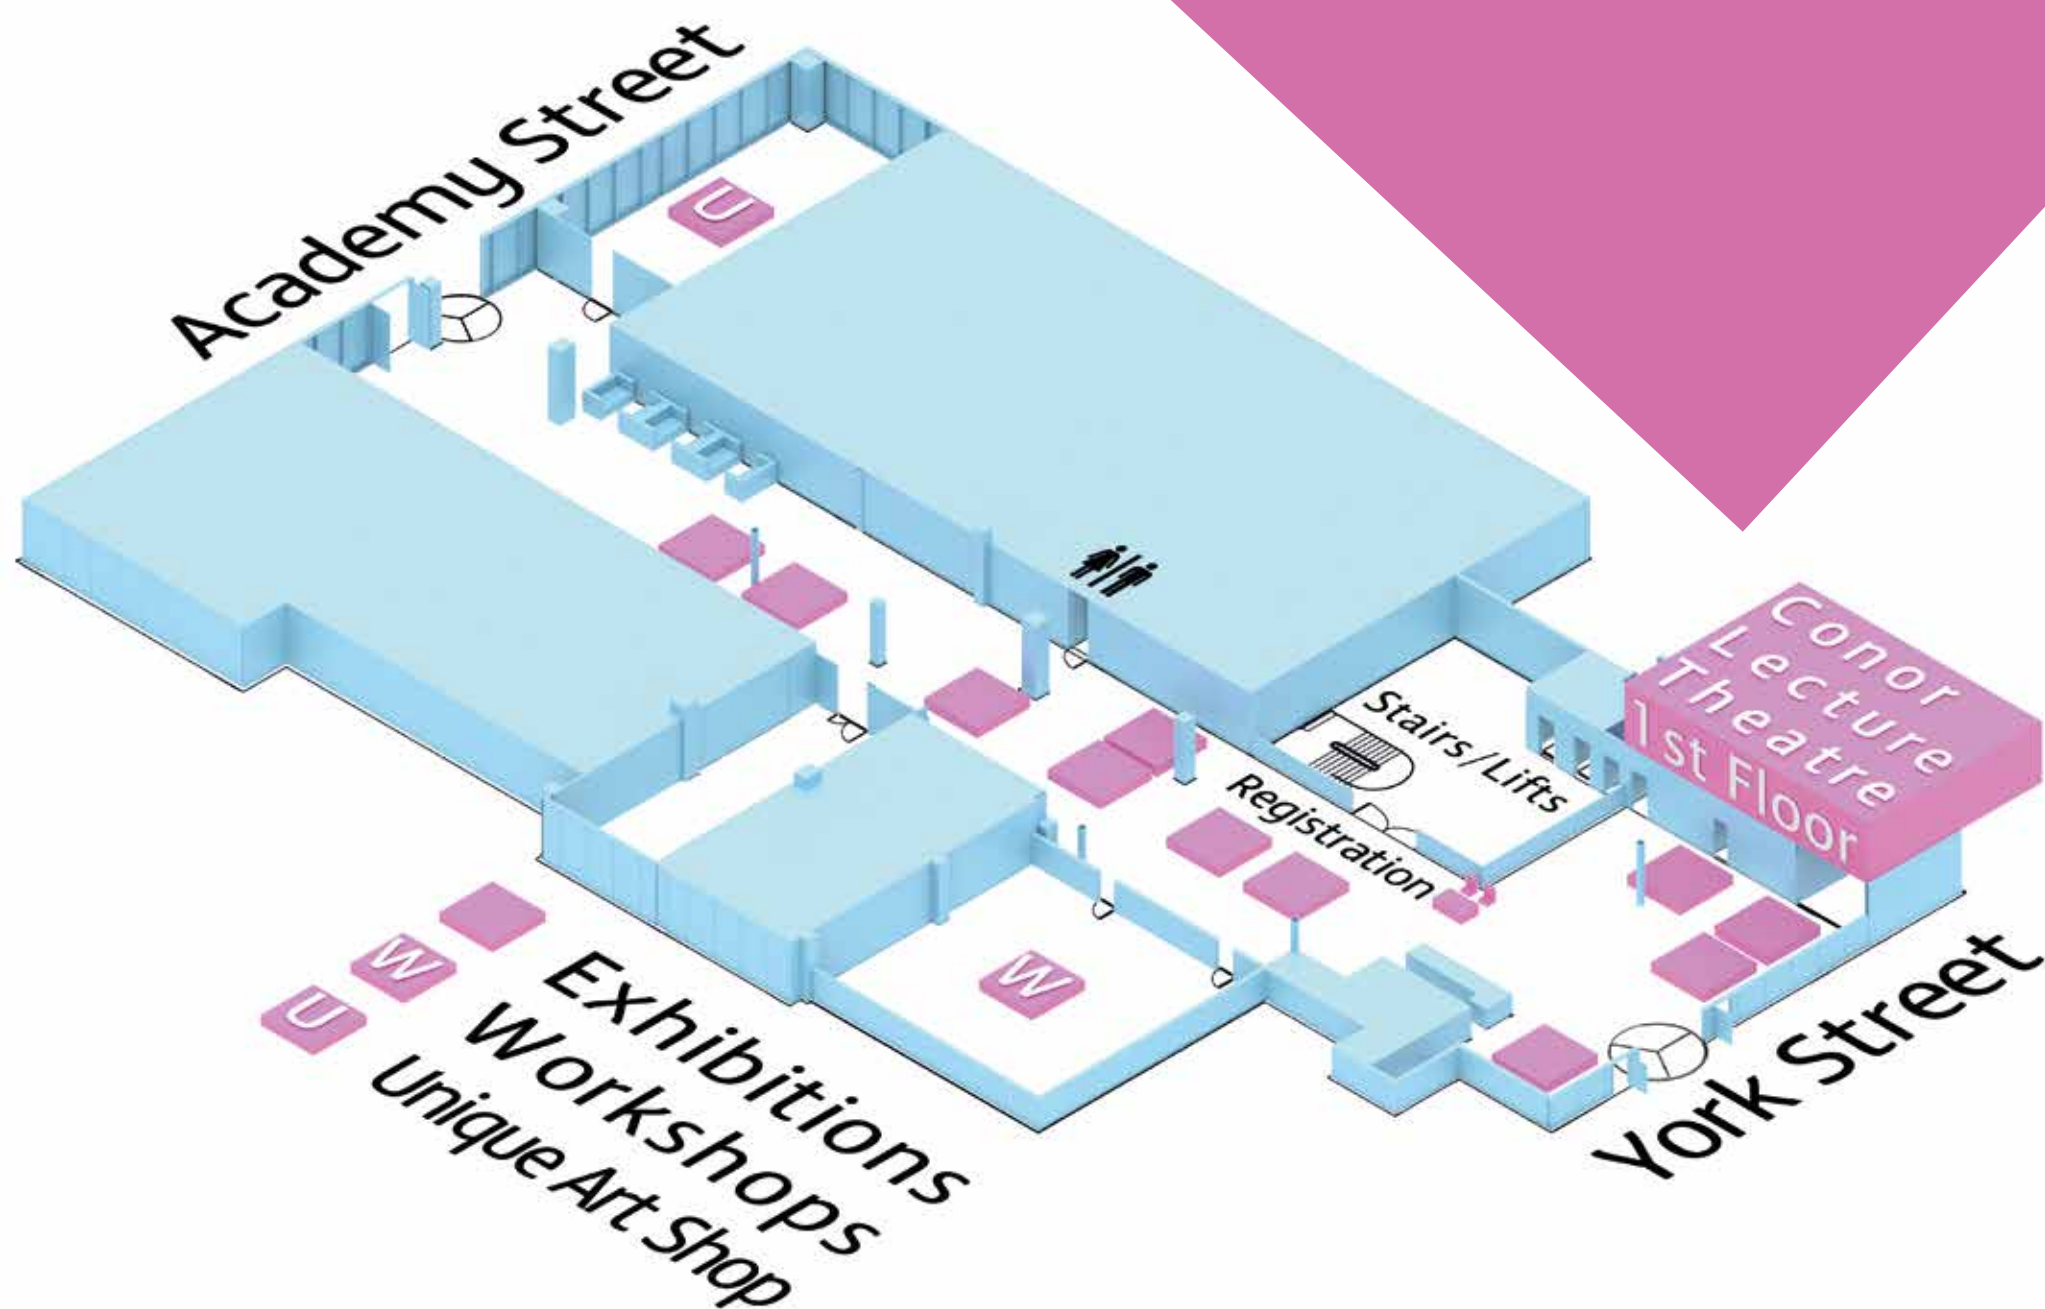 Academy Street
U
Conor
Lecture
Theatre
1st Floor
Stairs/Lifts
Registration
W
York Street
Exhibitions
W
Workshops
U
Unique Art Shop